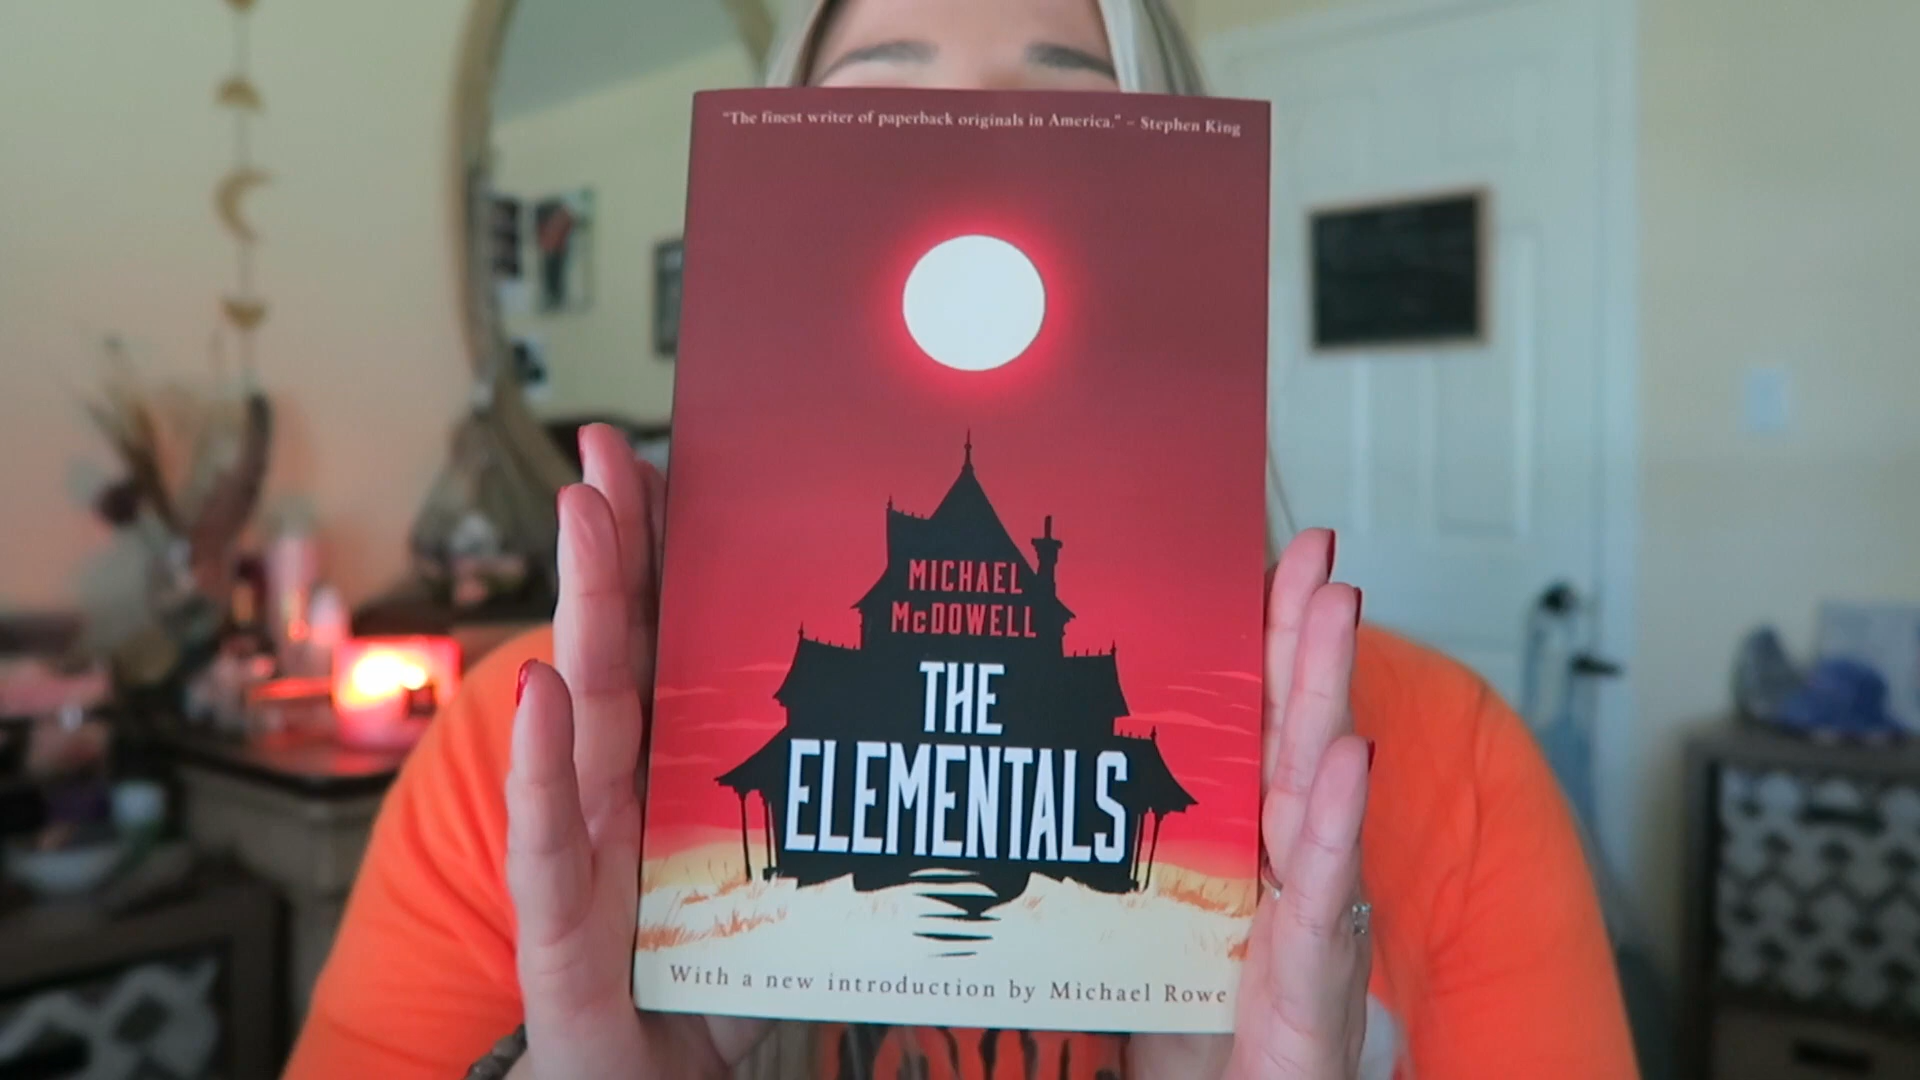 "The finest writer of paperback originals in America." – Stephen King
MICHAEL
McDOWELL
THE
ELEMENTALS
With a new introduction by Michael Rowe